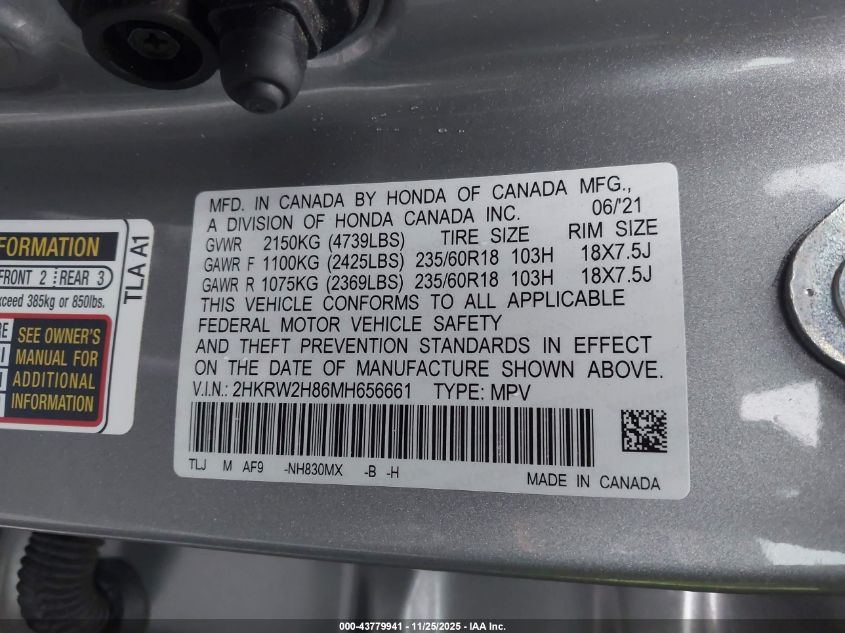 FORMATION
FRONT 2 REAR 3
exceed 385kg or 850lbs.
SEE OWNER'S
MANUAL FOR
ADDITIONAL
INFORMATION
TLA A1
MFD. IN CANADA BY HONDA OF CANADA MFG.,
A DIVISION OF HONDA CANADA INC. 06/'21
GVWR 2150KG (4739LBS) TIRE SIZE RIM SIZE
GAWR F 1100KG (2425LBS) 235/60R18 103H 18X7.5J
GAWR R 1075KG (2369LBS) 235/60R18 103H 18X7.5J
THIS VEHICLE CONFORMS TO ALL APPLICABLE
FEDERAL MOTOR VEHICLE SAFETY
AND THEFT PREVENTION STANDARDS IN EFFECT
ON THE DATE OF MANUFACTURE SHOWN ABOVE.
V.I.N.: 2HKRW2H86MH656661 TYPE: MPV
TLJ M AF9 -NH830MX -B -H
MADE IN CANADA
000-43779941 - 11/25/2025 - IAA Inc.